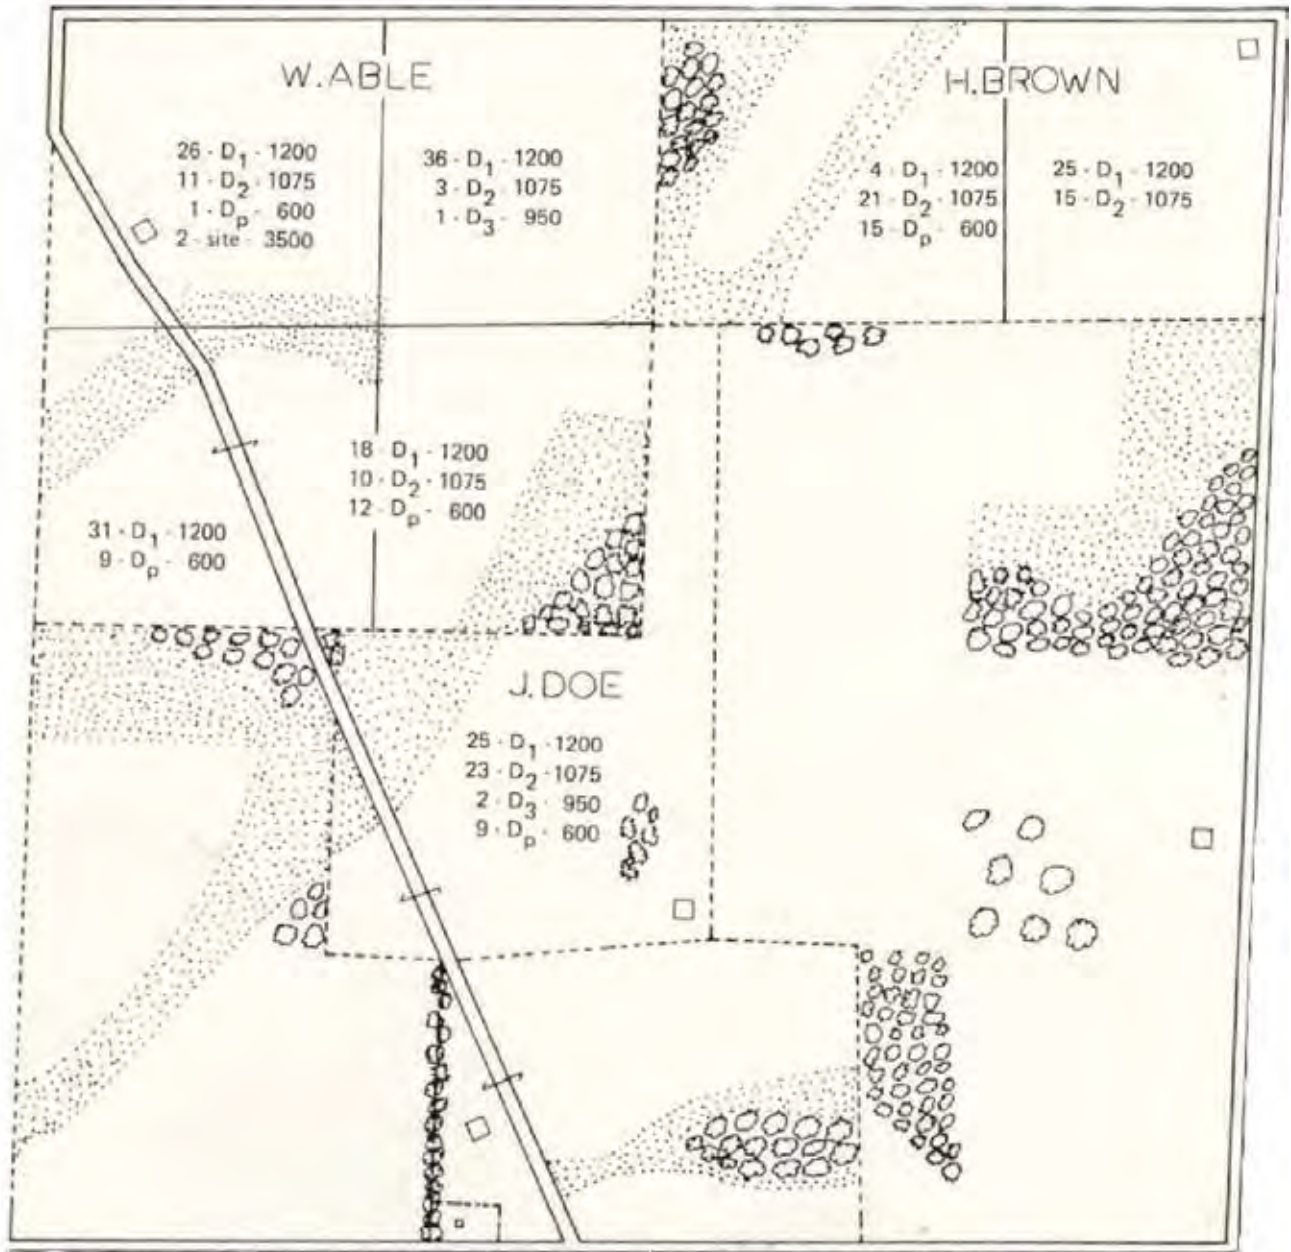 W. ABLE
26 - D1 - 1200
11 - D2 - 1075
1 - Dp - 600
2 - site - 3500
36 - D1 - 1200
3 - D2 - 1075
1 - D3 - 950
H. BROWN
4 - D1 - 1200
21 - D2 - 1075
15 - Dp - 600
25 - D1 - 1200
15 - D2 - 1075
18 - D1 - 1200
10 - D2 - 1075
12 - Dp - 600
31 - D1 - 1200
9 - Dp - 600
J. DOE
25 - D1 - 1200
23 - D2 - 1075
2 - D3 - 950
9 - Dp - 600